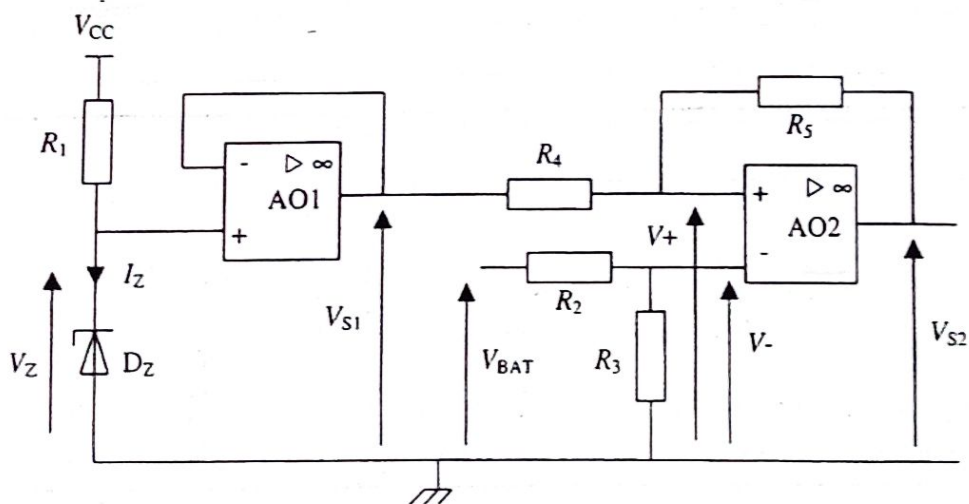 V_CC
R_1
- ▷ ∞
AO1
+
I_Z
V_Z
D_Z
V_S1
R_4
R_5
+ ▷ ∞
AO2
-
V+
R_2
V_BAT
R_3
V-
V_S2